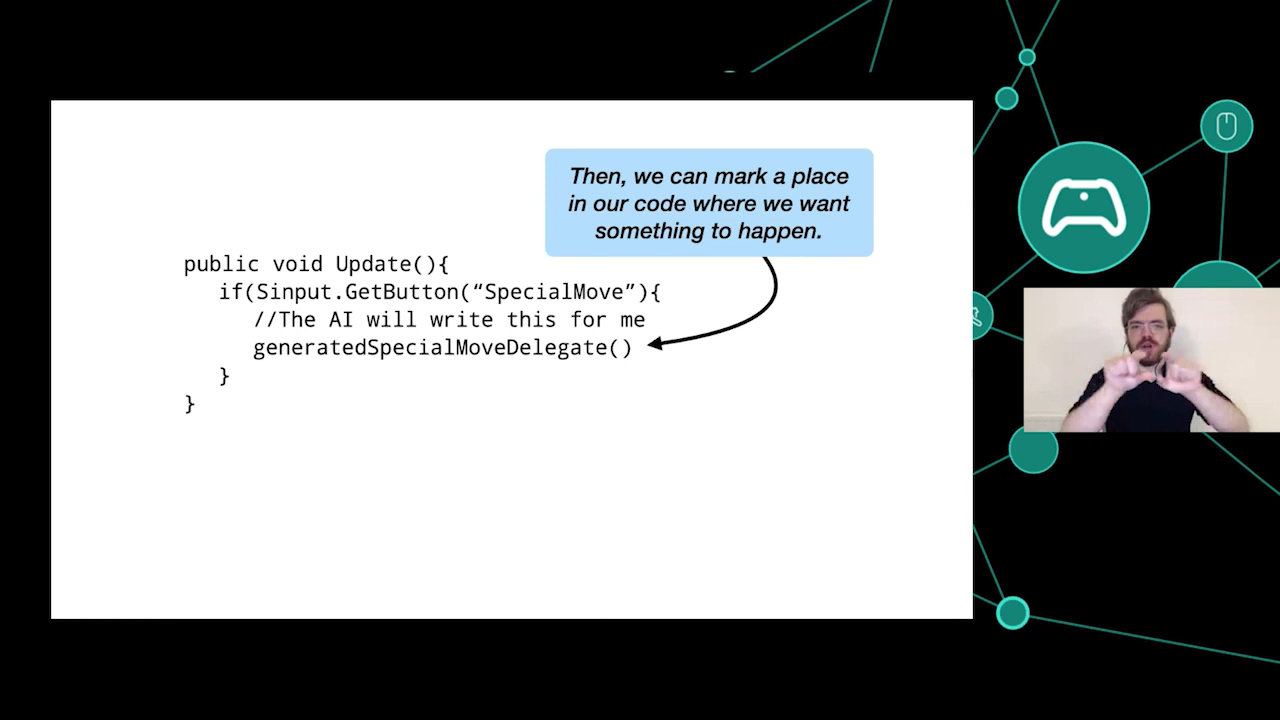 Then, we can mark a place
in our code where we want
something to happen.
public void Update(){
if(Sinput.GetButton(“SpecialMove”){
//The AI will write this for me
generatedSpecialMoveDelegate()
}
}